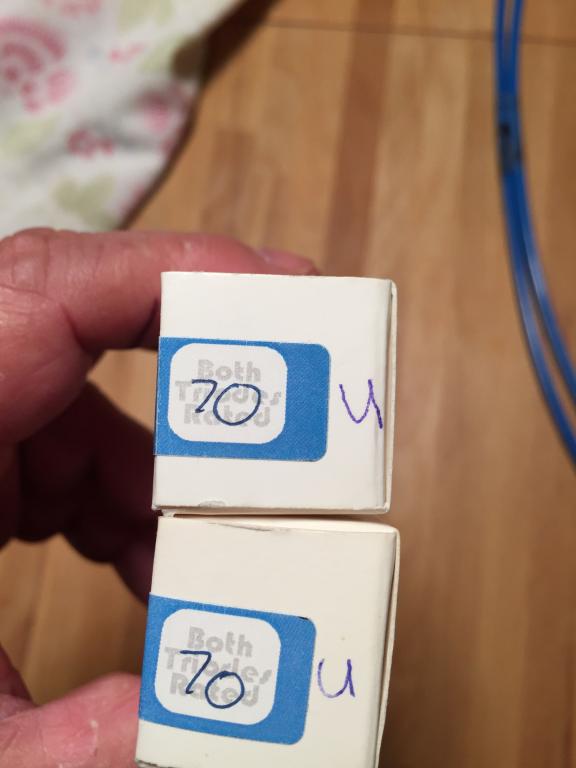 Both
Triodes
Rated
70
u
Both
Triodes
Rated
70
u